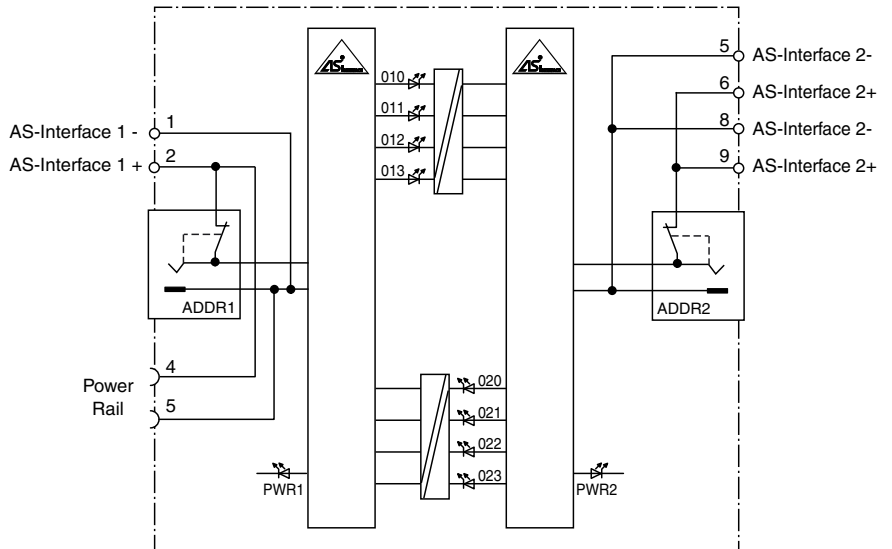 5 AS-Interface 2-
6 AS-Interface 2+
8 AS-Interface 2-
9 AS-Interface 2+
AS-Interface 1 - 1
AS-Interface 1 + 2
ADDR1
4
Power
Rail
5
PWR1
010
011
012
013
020
021
022
023
ADDR2
PWR2